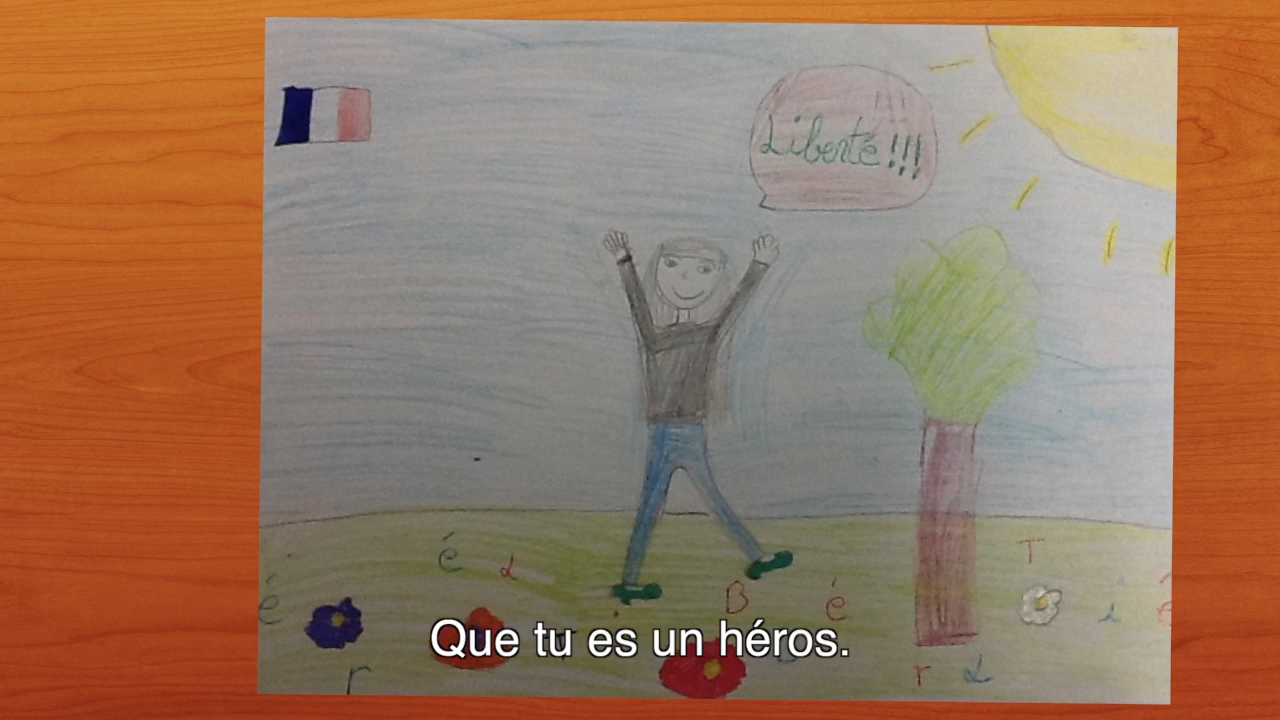 Liberté!!!
é L T
é B é i é
Que tu es un héros.
r r L